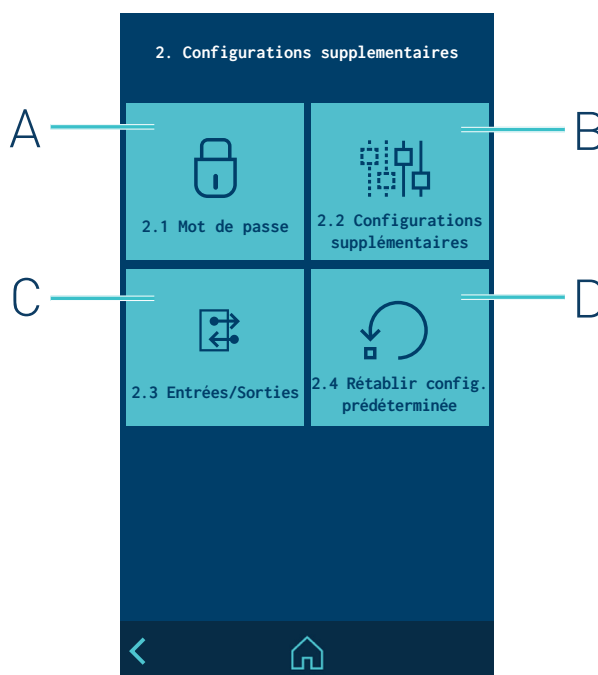 2. Configurations supplementaires
A
B
2.1 Mot de passe
2.2 Configurations
supplémentaires
C
D
2.3 Entrées/Sorties
2.4 Rétablir config.
prédéterminée